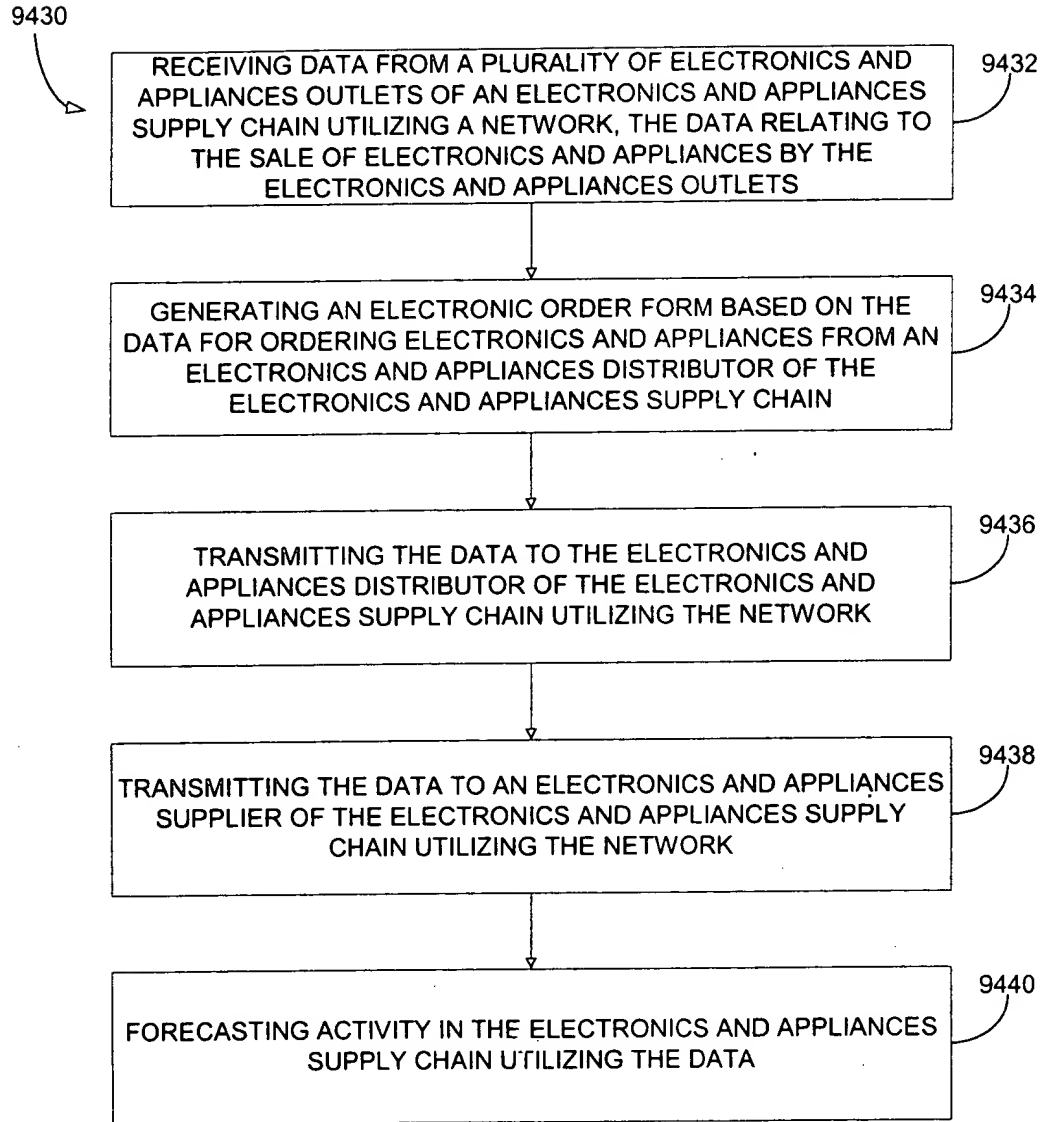 9430
RECEIVING DATA FROM A PLURALITY OF ELECTRONICS AND
APPLIANCES OUTLETS OF AN ELECTRONICS AND APPLIANCES
SUPPLY CHAIN UTILIZING A NETWORK, THE DATA RELATING TO
THE SALE OF ELECTRONICS AND APPLIANCES BY THE
ELECTRONICS AND APPLIANCES OUTLETS
9432
GENERATING AN ELECTRONIC ORDER FORM BASED ON THE
DATA FOR ORDERING ELECTRONICS AND APPLIANCES FROM AN
ELECTRONICS AND APPLIANCES DISTRIBUTOR OF THE
ELECTRONICS AND APPLIANCES SUPPLY CHAIN
9434
TRANSMITTING THE DATA TO THE ELECTRONICS AND
APPLIANCES DISTRIBUTOR OF THE ELECTRONICS AND
APPLIANCES SUPPLY CHAIN UTILIZING THE NETWORK
9436
TRANSMITTING THE DATA TO AN ELECTRONICS AND APPLIANCES
SUPPLIER OF THE ELECTRONICS AND APPLIANCES SUPPLY
CHAIN UTILIZING THE NETWORK
9438
FORECASTING ACTIVITY IN THE ELECTRONICS AND APPLIANCES
SUPPLY CHAIN UTILIZING THE DATA
9440